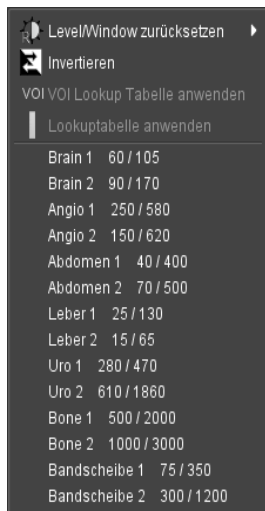 Level/Window zurücksetzen
Invertieren
VOI VOI Lookup Tabelle anwenden
Lookuptabelle anwenden
Brain 1 60 / 105
Brain 2 90 / 170
Angio 1 250 / 580
Angio 2 150 / 620
Abdomen 1 40 / 400
Abdomen 2 70 / 500
Leber 1 25 / 130
Leber 2 15 / 65
Uro 1 280 / 470
Uro 2 610 / 1860
Bone 1 500 / 2000
Bone 2 1000 / 3000
Bandscheibe 1 75 / 350
Bandscheibe 2 300 / 1200